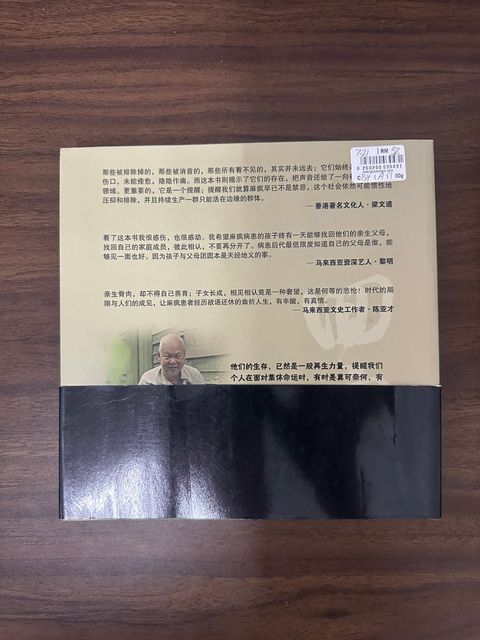 721 RM 32
9 250200 030431
00g
那些被排除掉的，那些被消音的，那些所有看不见的，其实并未远去；它们始终
伤口，未能痊愈，隐隐作痛。而这本书则揭示了它们的存在，把声音还给了一向
领域。更重要的，它是一个提醒；提醒我们就算麻疯早已不是禁忌，这个社会依然可能惯性地
压抑和排除，并且持续生产一群只能活在边缘的群体。
— 香港著名文化人·梁文道
看了这本书我很感伤，也很感动。我希望麻疯病患的孩子终有一天能够找回他们的亲生父母，
找回自己的家庭成员，彼此相认，不要再分开了。病患后代最低限度知道自己的父母是谁，能
够见一面也好。因为孩子与父母团圆本是天经地义的事。
— 马来西亚资深艺人·黎明
亲生骨肉，却不得自己养育；子女长成，相见相认竟是一种奢望，这是何等的悲怆！时代的局
限与人们的成见，让麻疯患者经历欲语还休的曲折人生，有辛酸，有真情。
— 马来西亚文史工作者·陈亚才
他们的生存，已然是一股再生力量，提醒我们
个人在面对集体命运时，有时是莫可奈何，有